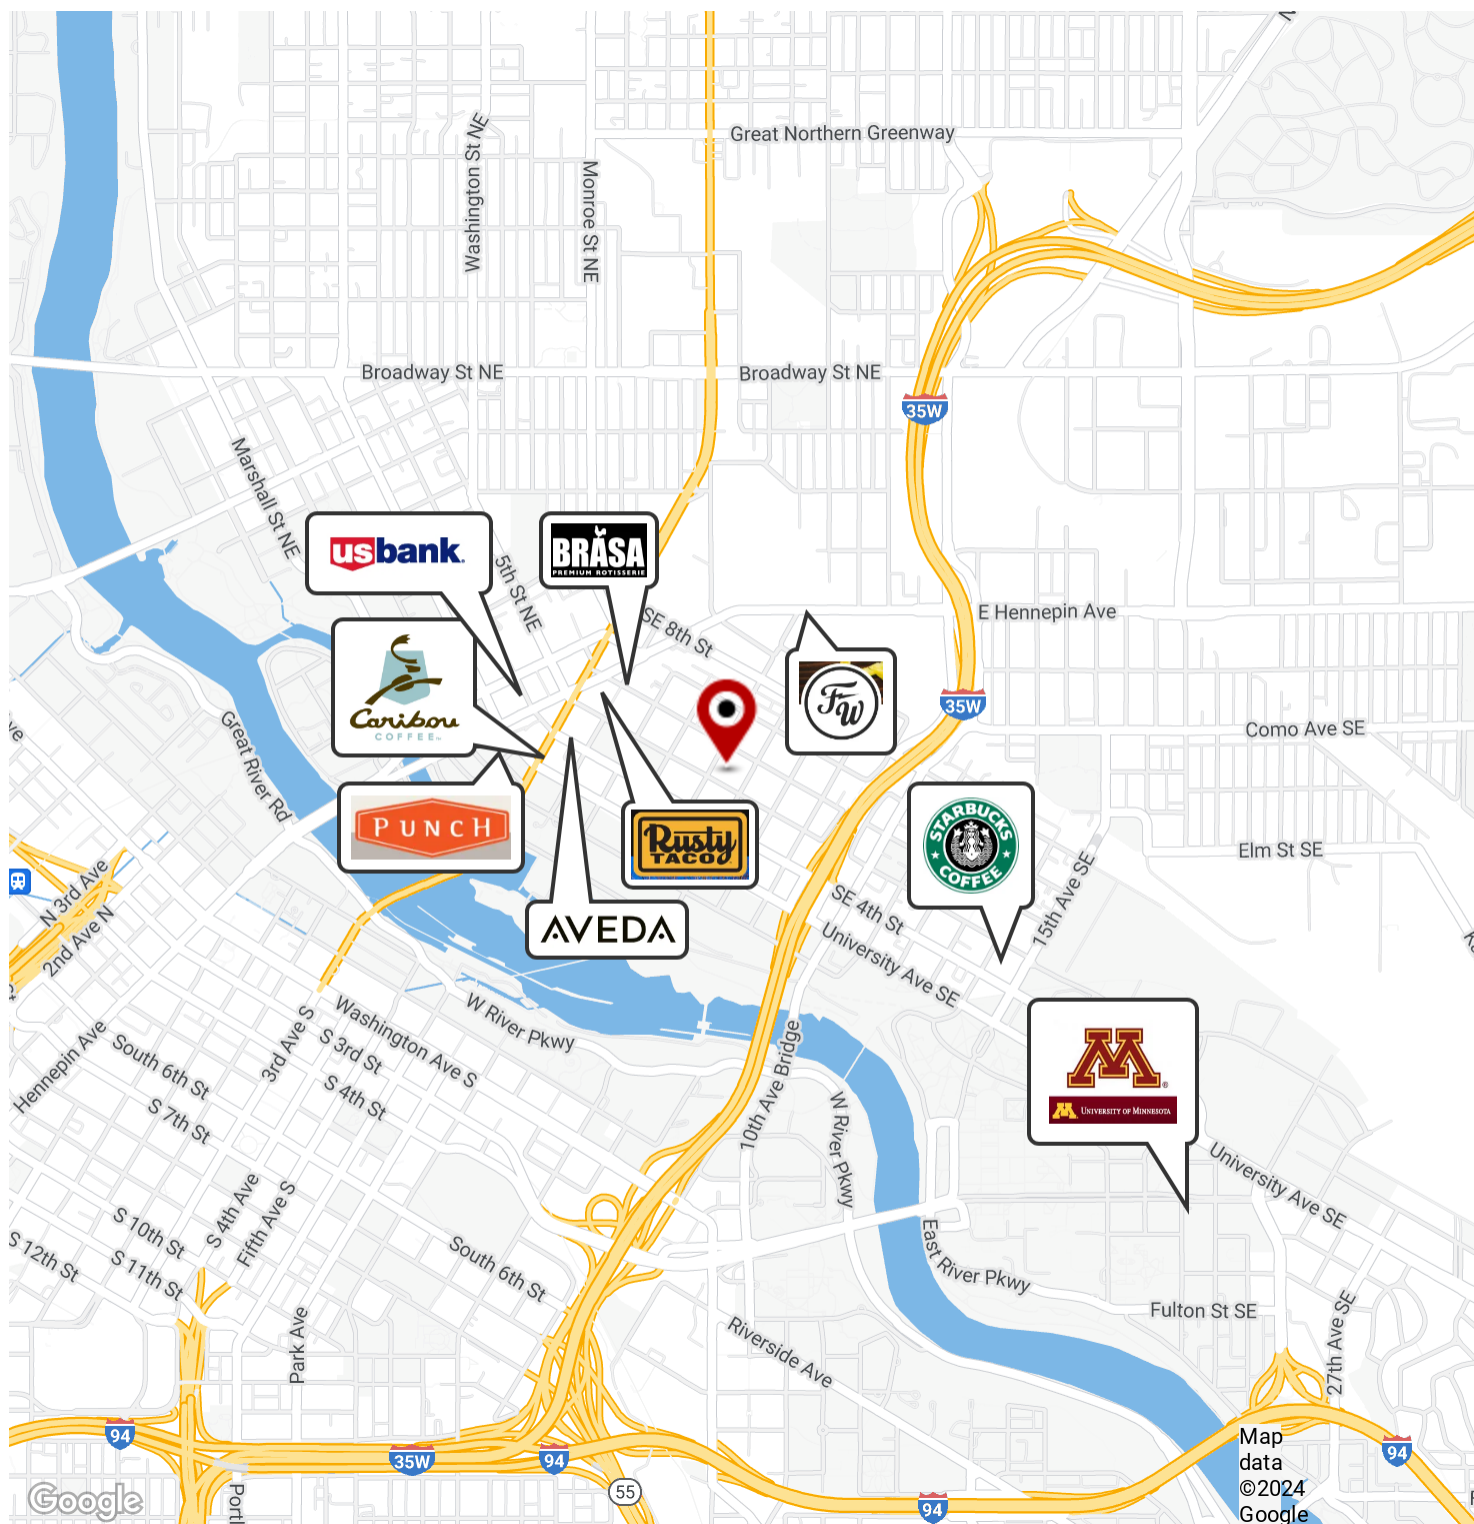 Great Northern Greenway
Washington St NE
Monroe St NE
Broadway St NE
Broadway St NE
35W
Marshall St NE
usbank.
5th St NE
BRASA
PREMIUM ROTISSERIE
SE 8th St
E Hennepin Ave
Caribou
COFFEE
FW
35W
Como Ave SE
Great River Rd
PUNCH
Rusty
TACO
STARBUCKS
COFFEE
Elm St SE
15th Ave SE
N 3rd Ave
2nd Ave N
AVEDA
SE 4th St
University Ave SE
Washington Ave S
W River Pkwy
3rd Ave S
S 3rd St
S 4th St
Hennepin Ave
South 6th St
S 7th St
10th Ave Bridge
W River Pkwy
M
UNIVERSITY OF MINNESOTA
University Ave SE
S 4th Ave
Fifth Ave S
S 10th St
S 11th St
S 12th St
South 6th St
East River Pkwy
Fulton St SE
27th Ave SE
Park Ave
Riverside Ave
94
35W
94
55
94
94
Portl
Google
Map
data
©2024
Google